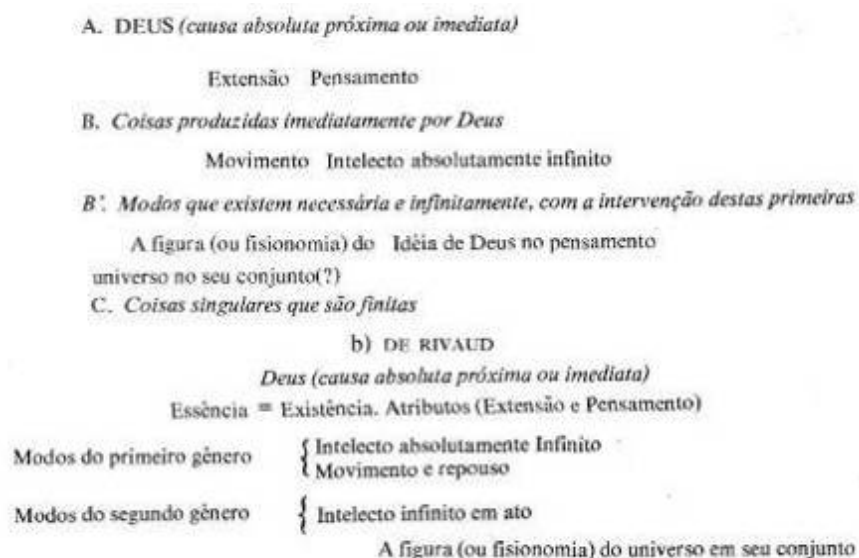 A. DEUS (causa absoluta próxima ou imediata)
Extensão Pensamento
B. Coisas produzidas imediatamente por Deus
Movimento Intelecto absolutamente infinito
B'. Modos que existem necessária e infinitamente, com a intervenção destas primeiras
A figura (ou fisionomia) do Idéia de Deus no pensamento
universo no seu conjunto(?)
C. Coisas singulares que são finitas
b) DE RIVAUD
Deus (causa absoluta próxima ou imediata)
Essência = Existência. Atributos (Extensão e Pensamento)
Modos do primeiro gênero { Intelecto absolutamente Infinito
Movimento e repouso
Modos do segundo gênero { Intelecto infinito em ato
A figura (ou fisionomia) do universo em seu conjunto